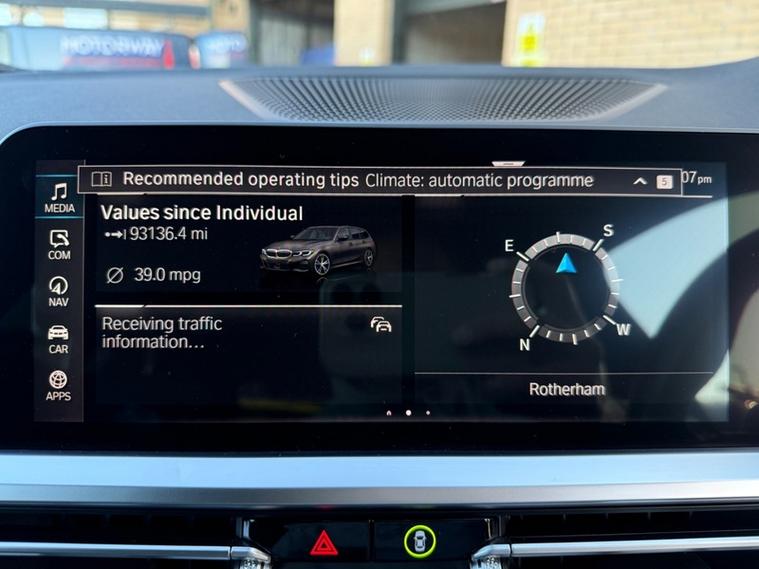 MOTORWAY
Recommended operating tips Climate: automatic programme
5
07 pm
MEDIA
COM
NAV
CAR
APPS
Values since Individual
93136.4 mi
39.0 mpg
Receiving traffic
information...
E
S
N
W
Rotherham